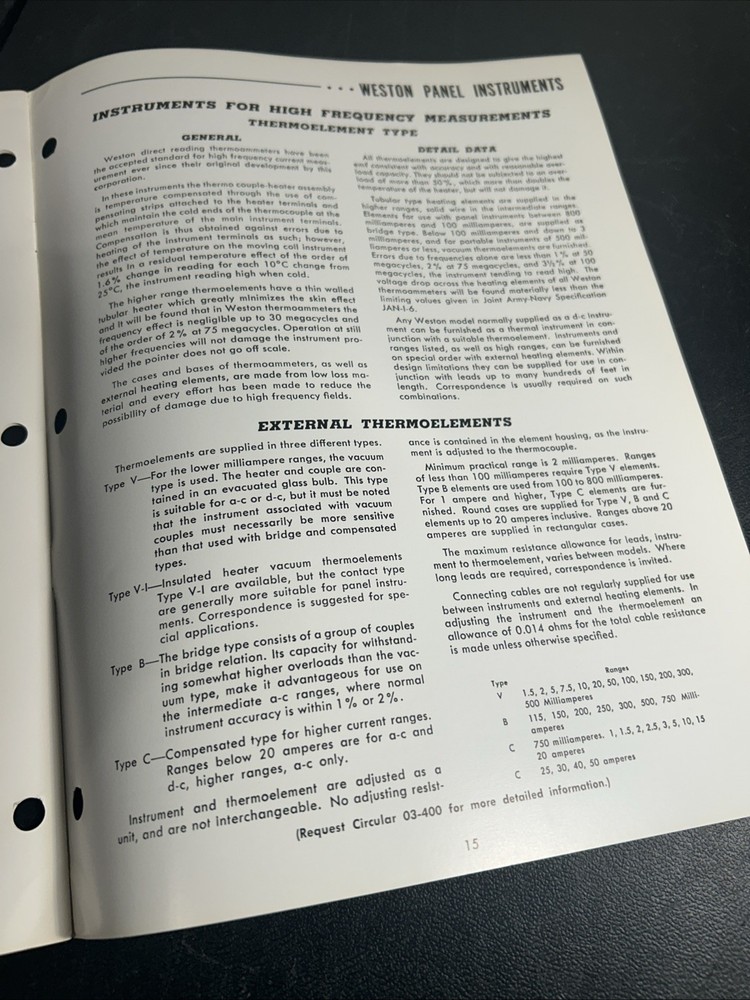 • • • WESTON PANEL INSTRUMENTS
INSTRUMENTS FOR HIGH FREQUENCY MEASUREMENTS
THERMOELEMENT TYPE
GENERAL
Weston direct reading thermoammeters have been
the accepted standard for high frequency current meas-
urement ever since their original development by this
corporation.
In these instruments the thermo couple-heater assembly
is temperature compensated through the use of com-
pensating strips attached to the heater terminals and
which maintain the cold ends of the thermocouple at the
mean temperature of the main instrument terminals.
Compensation is thus obtained against errors due to
heating of the instrument terminals as such; however,
the effect of temperature on the moving coil instrument
results in a residual temperature effect of the order of
1.6% change in reading for each 10°C change from
25°C, the instrument reading high when cold.
The higher range thermoelements have a thin walled
tubular heater which greatly minimizes the skin effect
and it will be found that in Weston thermoammeters the
frequency effect is negligible up to 30 megacycles and
of the order of 2% at 75 megacycles. Operation at still
higher frequencies will not damage the instrument pro-
vided the pointer does not go off scale.
The cases and bases of thermoammeters, as well as
external heating elements, are made from low loss ma-
terial and every effort has been made to reduce the
possibility of damage due to high frequency fields.
DETAIL DATA
All thermoelements are designed to give the highest
and consistent with accuracy and with reasonable over-
load capacity. They should not be subjected to an over-
load of more than 50%, which more than doubles the
temperature of the heater, but will not damage it.
Tubular type heating elements are supplied in the
higher ranges, solid wire in the intermediate ranges.
Elements for use with panel instruments between 800
milliamperes and 100 milliamperes, are supplied as
bridge type. Below 100 milliamperes and down to 2
milliamperes, and for portable instruments of 500 mil-
liamperes or less, vacuum thermoelements are furnished.
Errors due to frequencies alone are less than 1% at 50
megacycles, 2% at 75 megacycles, and 3½% at 100
megacycles, the instrument tending to read high. The
voltage drop across the heating elements of all Weston
thermoammeters will be found materially less than the
limiting values given in Joint Army-Navy Specification
JAN-I-6.
Any Weston model normally supplied as a d-c instru-
ment can be furnished as a thermal instrument in con-
junction with a suitable thermoelement. Instruments and
ranges listed, as well as high ranges, can be furnished
on special order with external heating elements. Within
design limitations they can be supplied for use in con-
junction with leads up to many hundreds of feet in
length. Correspondence is usually required on such
combinations.
EXTERNAL THERMOELEMENTS
Thermoelements are supplied in three different types.
Type V—For the lower milliampere ranges, the vacuum
type is used. The heater and couple are con-
tained in an evacuated glass bulb. This type
is suitable for a-c or d-c, but it must be noted
that the instrument associated with vacuum
couples must necessarily be more sensitive
than that used with bridge and compensated
types.
Type V-I—Insulated heater vacuum thermoelements
Type V-I are available, but the contact type
are generally more suitable for panel instru-
ments. Correspondence is suggested for spe-
cial applications.
Type B—The bridge type consists of a group of couples
in bridge relation. Its capacity for withstand-
ing somewhat higher overloads than the vac-
uum type, make it advantageous for use on
the intermediate a-c ranges, where normal
instrument accuracy is within 1% or 2%.
Type C—Compensated type for higher current ranges.
Ranges below 20 amperes are for a-c and
d-c, higher ranges, a-c only.
Instrument and thermoelement are adjusted as a
unit, and are not interchangeable. No adjusting resist-
ance is contained in the element housing, as the instru-
ment is adjusted to the thermocouple.
Minimum practical range is 2 milliamperes. Ranges
of less than 100 milliamperes require Type V elements.
Type B elements are used from 100 to 800 milliamperes.
For 1 ampere and higher, Type C elements are fur-
nished. Round cases are supplied for Type V, B and C
elements up to 20 amperes inclusive. Ranges above 20
amperes are supplied in rectangular cases.
The maximum resistance allowance for leads, instru-
ment to thermoelement, varies between models. Where
long leads are required, correspondence is invited.
Connecting cables are not regularly supplied for use
between instruments and external heating elements. In
adjusting the instrument and the thermoelement an
allowance of 0.014 ohms for the total cable resistance
is made unless otherwise specified.
Type Ranges
V 1.5, 2, 5, 7.5, 10, 20, 50, 100, 150, 200, 300,
500 Milliamperes
B 115, 150, 200, 250, 300, 500, 750 Milli-
amperes
C 750 milliamperes. 1, 1.5, 2, 2.5, 3, 5, 10, 15
20 amperes
C 25, 30, 40, 50 amperes
(Request Circular 03-400 for more detailed information.)
15